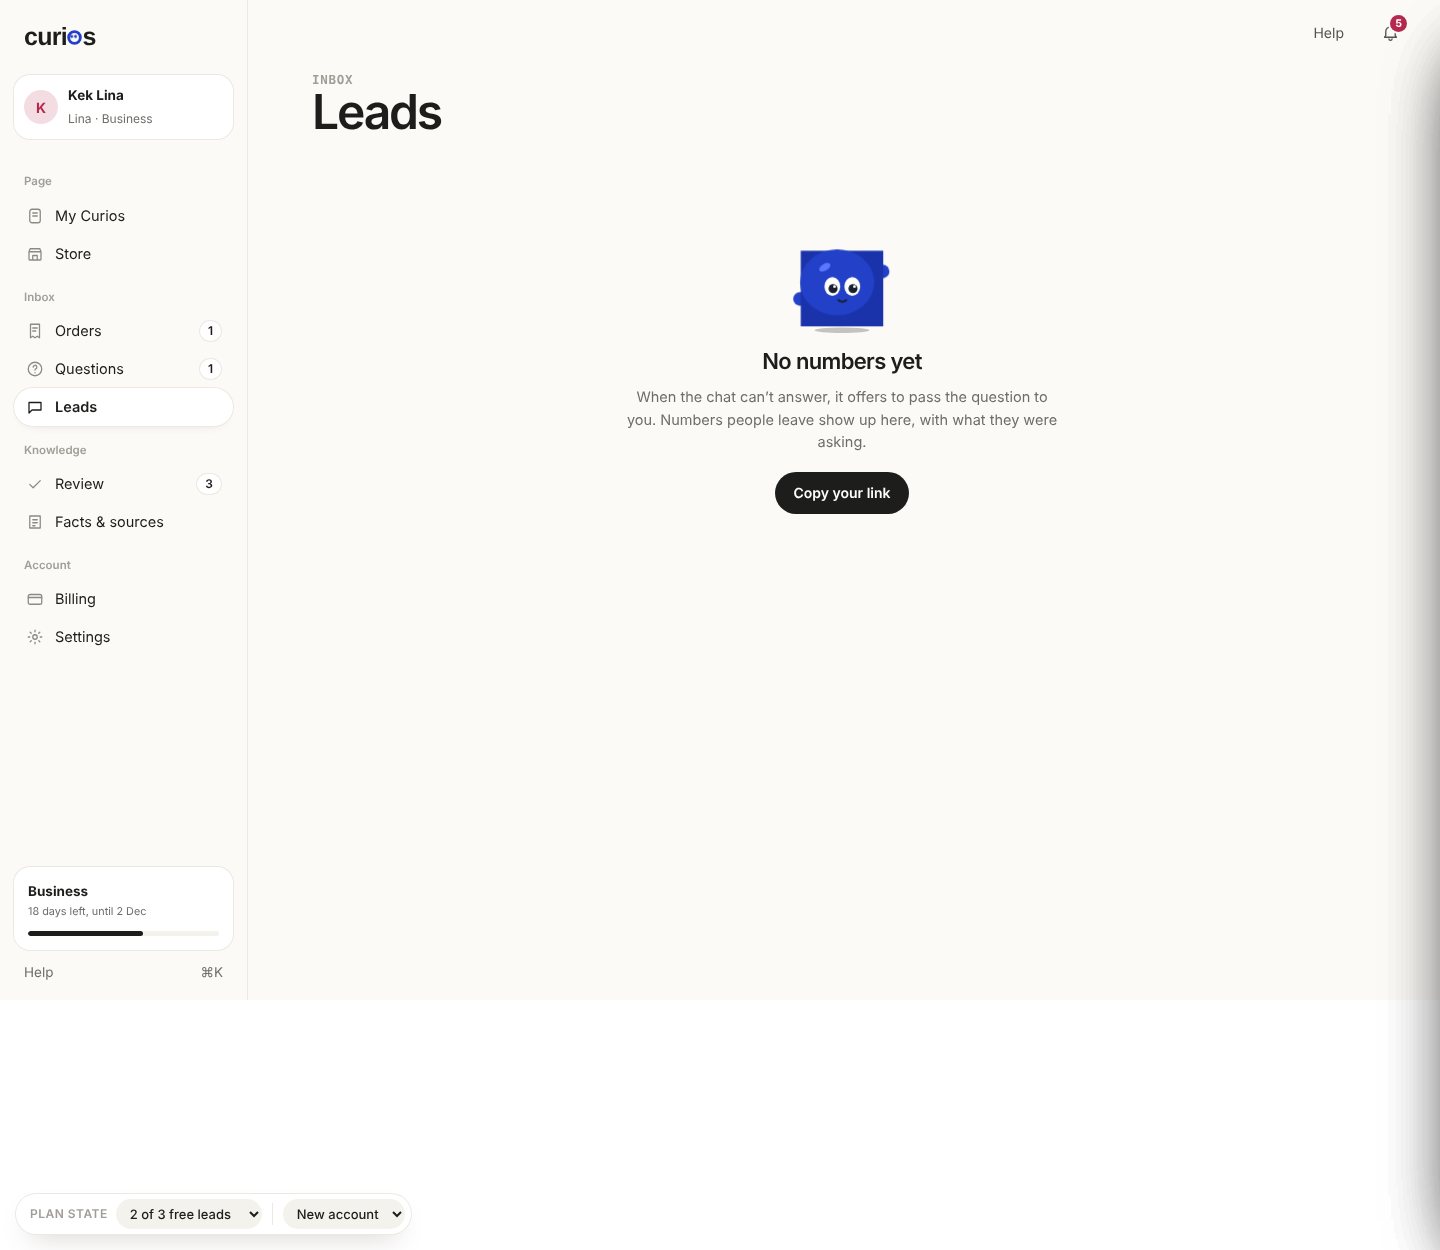 curios
Help
5
K
Kek Lina
Lina · Business
INBOX
Leads
Page
My Curios
Store
Inbox
Orders 1
Questions 1
Leads
Knowledge
Review 3
Facts & sources
Account
Billing
Settings
No numbers yet
When the chat can’t answer, it offers to pass the question to
you. Numbers people leave show up here, with what they were
asking.
Copy your link
Business
18 days left, until 2 Dec
Help ⌘K
PLAN STATE 2 of 3 free leads New account